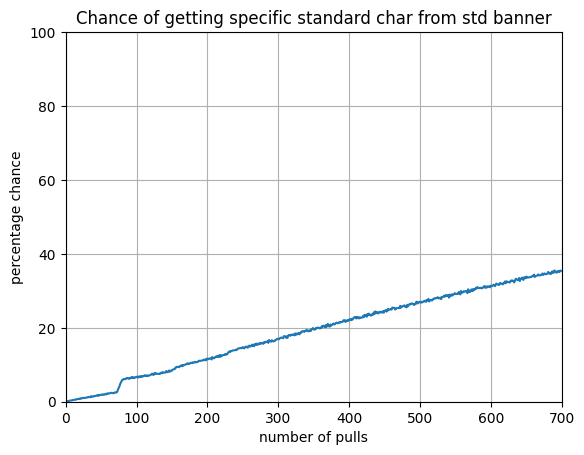 Chance of getting specific standard char from std banner
100
80
60
40
20
0
percentage chance
0 100 200 300 400 500 600 700
number of pulls